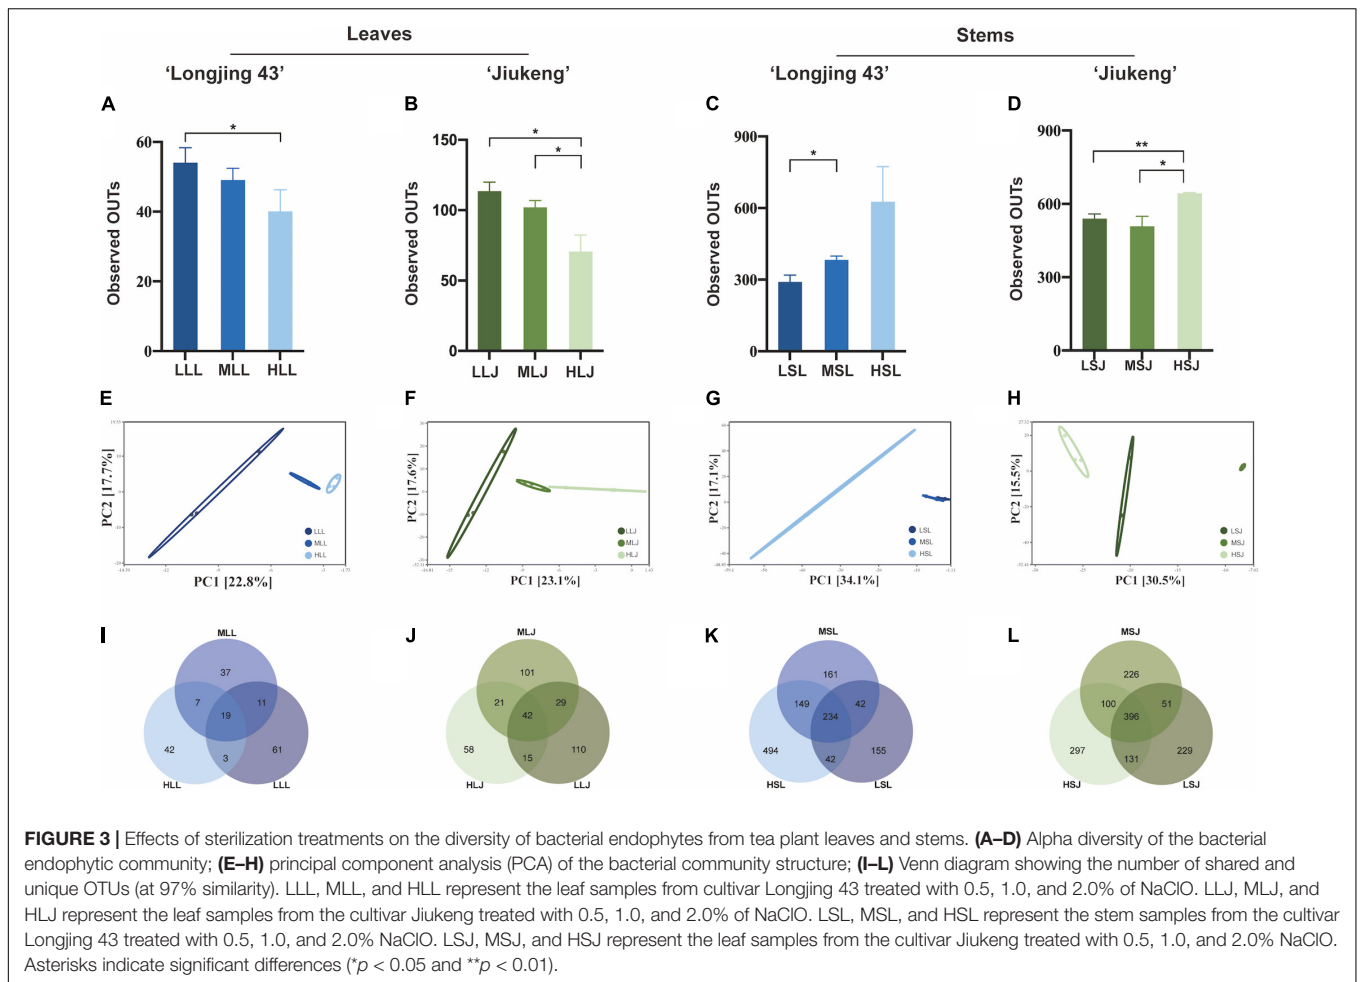 Leaves
Stems
‘Longjing 43’
‘Jiukeng’
‘Longjing 43’
‘Jiukeng’
A
Observed OUTs
60
40
20
0
*
LLL MLL HLL
B
Observed OUTs
150
100
50
0
*
*
LLJ MLJ HLJ
C
Observed OUTs
900
600
300
0
*
LSL MSL HSL
D
Observed OUTs
900
600
300
0
**
*
LSJ MSJ HSJ
E
PC2 [17.7%]
LLL
MLL
HLL
PC1 [22.8%]
F
PC2 [17.6%]
LLJ
MLJ
HLJ
PC1 [23.1%]
G
PC2 [17.1%]
LSL
MSL
HSL
PC1 [34.1%]
H
PC2 [15.5%]
LSJ
MSJ
HSJ
PC1 [30.5%]
I
MLL
37
7
11
19
42
3
61
HLL
LLL
J
MLJ
101
21
29
42
58
15
110
HLJ
LLJ
K
MSL
161
149
42
234
494
42
155
HSL
LSL
L
MSJ
226
100
51
396
297
131
229
HSJ
LSJ
FIGURE 3 | Effects of sterilization treatments on the diversity of bacterial endophytes from tea plant leaves and stems. (A–D) Alpha diversity of the bacterial
endophytic community; (E–H) principal component analysis (PCA) of the bacterial community structure; (I–L) Venn diagram showing the number of shared and
unique OTUs (at 97% similarity). LLL, MLL, and HLL represent the leaf samples from cultivar Longjing 43 treated with 0.5, 1.0, and 2.0% of NaClO. LLJ, MLJ, and
HLJ represent the leaf samples from the cultivar Jiukeng treated with 0.5, 1.0, and 2.0% of NaClO. LSL, MSL, and HSL represent the stem samples from the cultivar
Longjing 43 treated with 0.5, 1.0, and 2.0% NaClO. LSJ, MSJ, and HSJ represent the leaf samples from the cultivar Jiukeng treated with 0.5, 1.0, and 2.0% NaClO.
Asterisks indicate significant differences (*p < 0.05 and **p < 0.01).